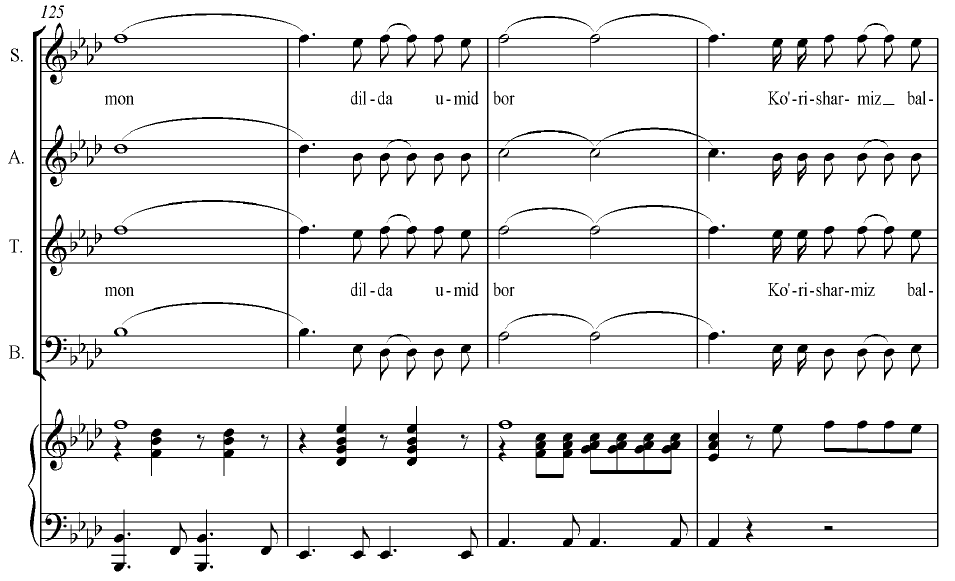 125
S.
mon dil-da u-mid bor Ko'-ri-shar-miz_ bal-
A.
T.
mon dil-da u-mid bor Ko'-ri-shar-miz bal-
B.